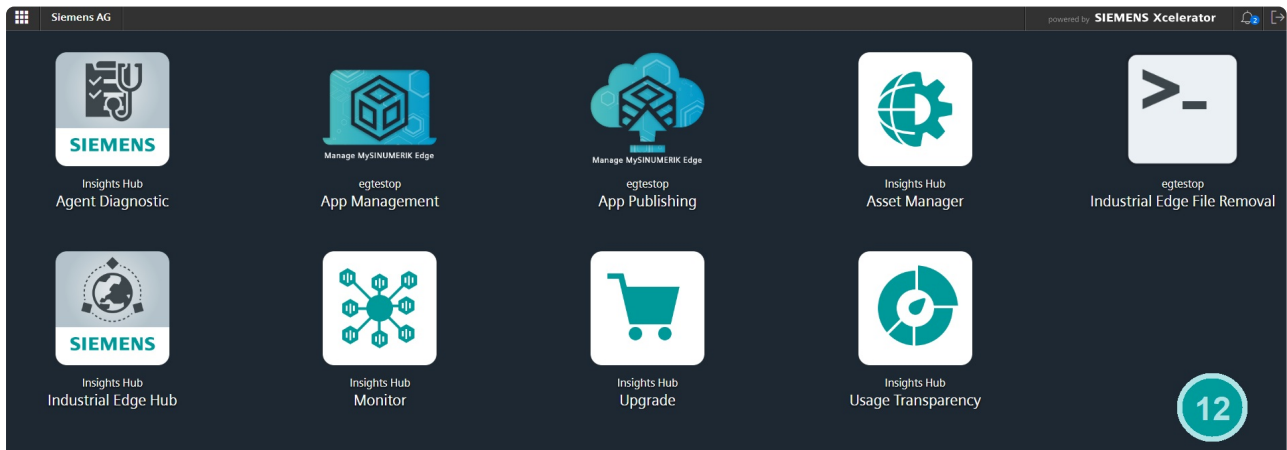 Siemens AG
powered by SIEMENS Xcelerator
2
SIEMENS
Insights Hub
Agent Diagnostic
Manage MySINUMERIK Edge
egtestop
App Management
Manage MySINUMERIK Edge
egtestop
App Publishing
Insights Hub
Asset Manager
>_
egtestop
Industrial Edge File Removal
SIEMENS
Insights Hub
Industrial Edge Hub
Insights Hub
Monitor
Insights Hub
Upgrade
Insights Hub
Usage Transparency
12